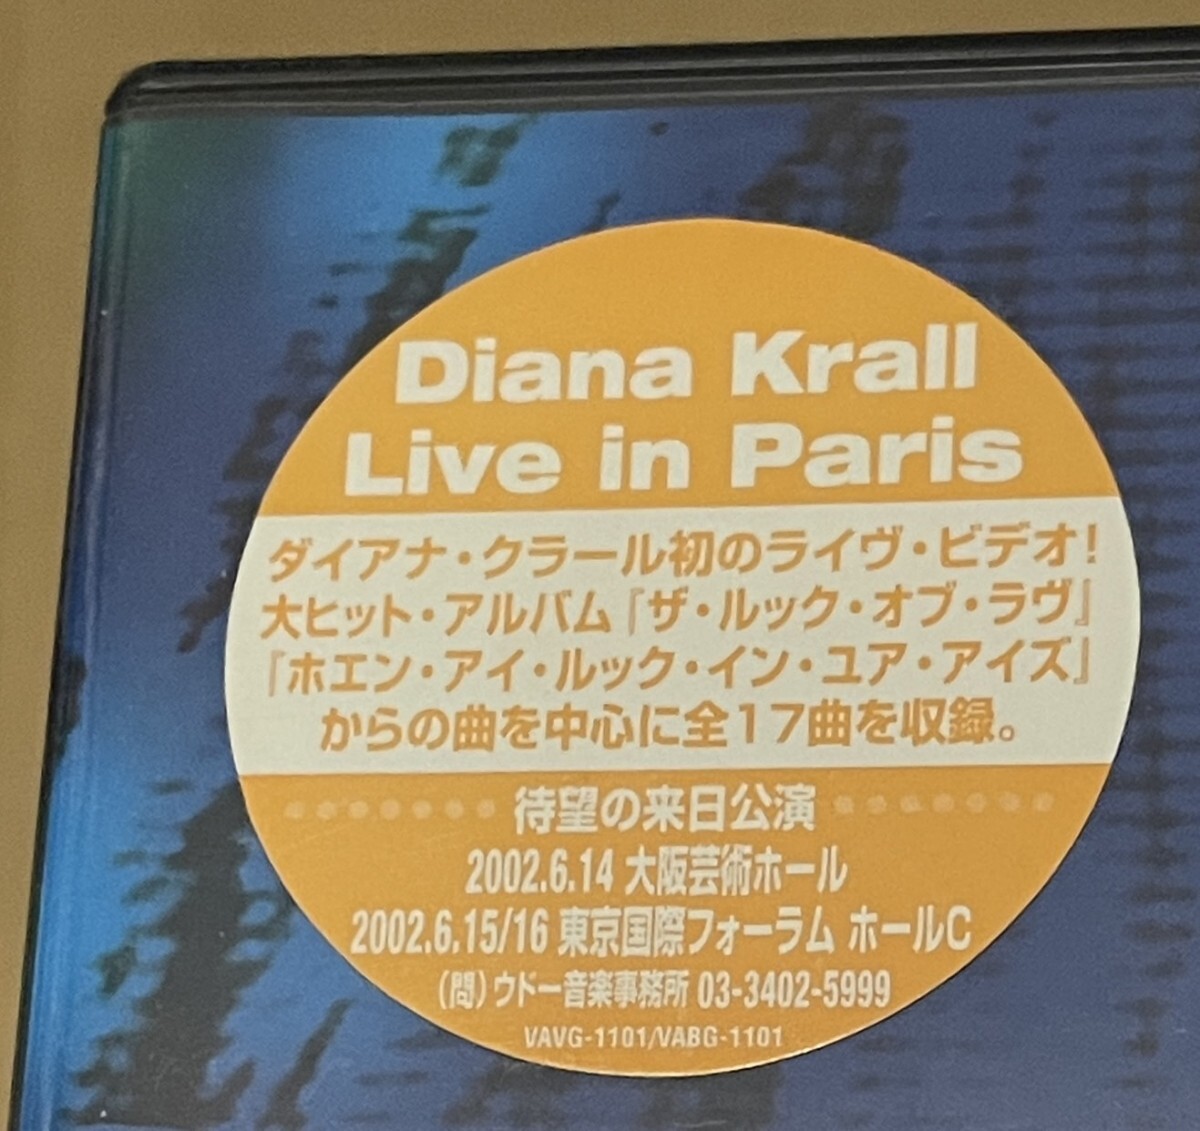 Diana Krall
Live in Paris
ダイアナ・クラール初のライヴ・ビデオ!
大ヒット・アルバム『ザ・ルック・オブ・ラヴ』
『ホエン・アイ・ルック・イン・ユア・アイズ』
からの曲を中心に全17曲を収録。
待望の来日公演
2002.6.14 大阪芸術ホール
2002.6.15/16 東京国際フォーラム ホールC
(問)ウドー音楽事務所 03-3402-5999
VAVG-1101/VABG-1101